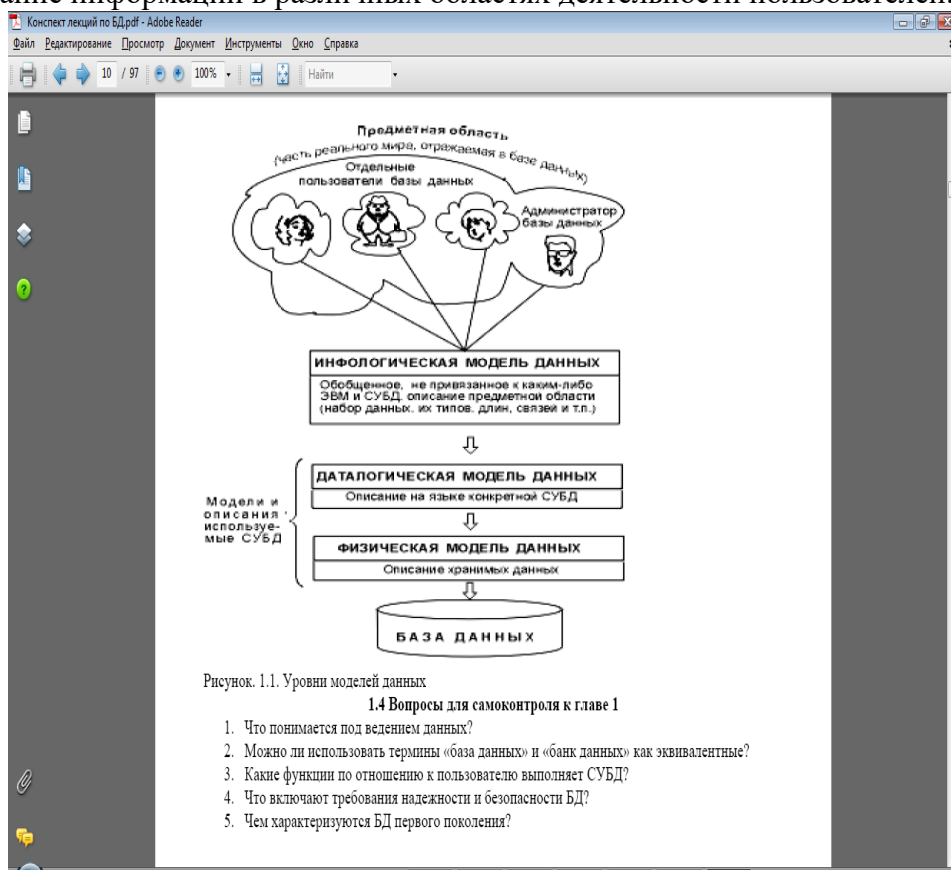 ание информации в различных областях деятельности пользователей.
Конспект лекций по БД.pdf - Adobe Reader
Файл Редактирование Просмотр Документ Инструменты Окно Справка
10 / 97 100% Найти
Предметная область
(часть реального мира, отражаемая в базе данных)
Отдельные
пользователи базы данных
Администратор
базы данных
ИНФОЛОГИЧЕСКАЯ МОДЕЛЬ ДАННЫХ
Обобщенное, не привязанное к каким-либо
ЭВМ и СУБД, описание предметной области
(набор данных, их типов, длин, связей и т.п.)
ДАТАЛОГИЧЕСКАЯ МОДЕЛЬ ДАННЫХ
Описание на языке конкретной СУБД
Модели и
описания
используе-
мые СУБД
ФИЗИЧЕСКАЯ МОДЕЛЬ ДАННЫХ
Описание хранимых данных
БАЗА ДАННЫХ
Рисунок. 1.1. Уровни моделей данных
1.4 Вопросы для самоконтроля к главе 1
1. Что понимается под ведением данных?
2. Можно ли использовать термины «база данных» и «банк данных» как эквивалентные?
3. Какие функции по отношению к пользователю выполняет СУБД?
4. Что включают требования надежности и безопасности БД?
5. Чем характеризуются БД первого поколения?